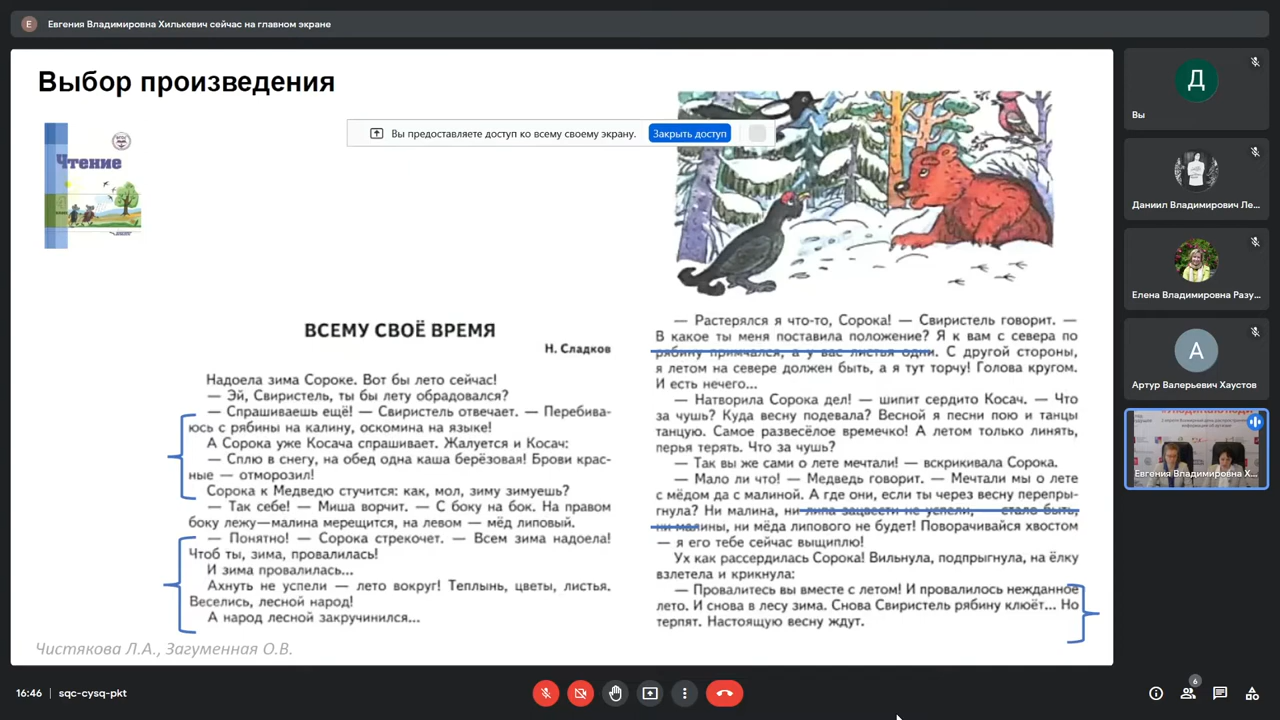 Евгения Владимировна Хилькевич сейчас на главном экране
E
Выбор произведения
Чтение
Вы предоставляете доступ ко всему своему экрану.
Закрыть доступ
ВСЕМУ СВОЁ ВРЕМЯ
Н. Сладков
Надоела зима Сороке. Вот бы лето сейчас!
— Эй, Свиристель, ты бы лету обрадовался?
— Спрашиваешь ещё! — Свиристель отвечает. — Перебива-
юсь с рябины на калину, оскомина на языке!
А Сорока уже Косача спрашивает. Жалуется и Косач:
— Сплю в снегу, на обед одна каша берёзовая! Брови крас-
ные — отморозил!
Сорока к Медведю стучится: как, мол, зиму зимуешь?
— Так себе! — Миша ворчит. — С боку на бок. На правом
боку лежу—малина мерещится, на левом — мёд липовый.
— Понятно! — Сорока стрекочет. — Всем зима надоела!
Чтоб ты, зима, провалилась!
И зима провалилась...
Ахнуть не успели — лето вокруг! Теплынь, цветы, листья.
Веселись, лесной народ!
А народ лесной закручинился...
— Растерялся я что-то, Сорока! — Свиристель говорит. —
В какое ты меня поставила положение? Я к вам с севера по
рябину примчался, а у вас листья одни. С другой стороны,
я летом на севере должен быть, а я тут торчу! Голова кругом.
И есть нечего...
— Натворила Сорока дел! — шипит сердито Косач. — Что
за чушь? Куда весну подевала? Весной я песни пою и танцы
танцую. Самое развесёлое времечко! А летом только линять,
перья терять. Что за чушь?
— Так вы же сами о лете мечтали! — вскрикивала Сорока.
— Мало ли что! — Медведь говорит. — Мечтали мы о лете
с мёдом да с малиной. А где они, если ты через весну перепры-
гнула? Ни малина, ни липа зацвести не успели, — стало быть,
ни малины, ни мёда липового не будет! Поворачивайся хвостом
— я его тебе сейчас выщиплю!
Ух как рассердилась Сорока! Вильнула, подпрыгнула, на ёлку
взлетела и крикнула:
— Провалитесь вы вместе с летом! И провалилось нежданное
лето. И снова в лесу зима. Снова Свиристель рябину клюёт... Но
терпят. Настоящую весну ждут.
Чистякова Л.А., Загуменная О.В.
Д
Вы
Даниил Владимирович Ле...
Елена Владимировна Разу...
А
Артур Валерьевич Хаустов
Евгения Владимировна Х...
16:46 | sqc-cysq-pkt
6